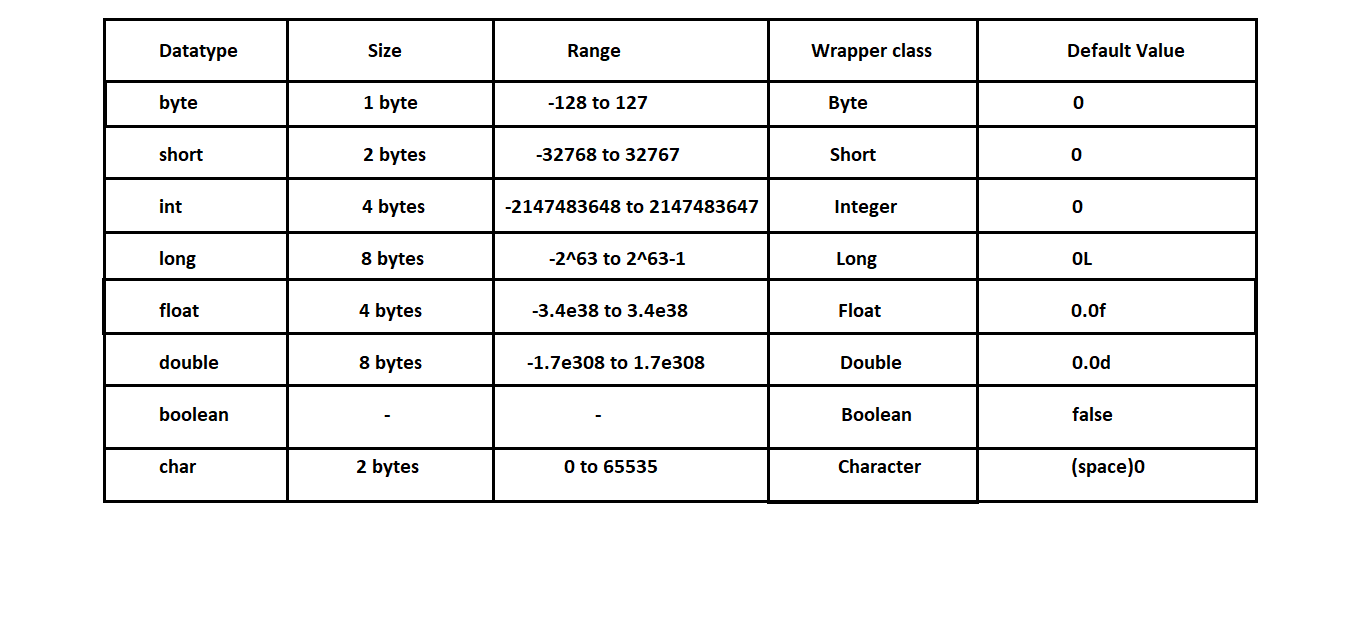 Datatype Size Range Wrapper class Default Value
byte 1 byte -128 to 127 Byte 0
short 2 bytes -32768 to 32767 Short 0
int 4 bytes -2147483648 to 2147483647 Integer 0
long 8 bytes -2^63 to 2^63-1 Long 0L
float 4 bytes -3.4e38 to 3.4e38 Float 0.0f
double 8 bytes -1.7e308 to 1.7e308 Double 0.0d
boolean - - Boolean false
char 2 bytes 0 to 65535 Character (space)0